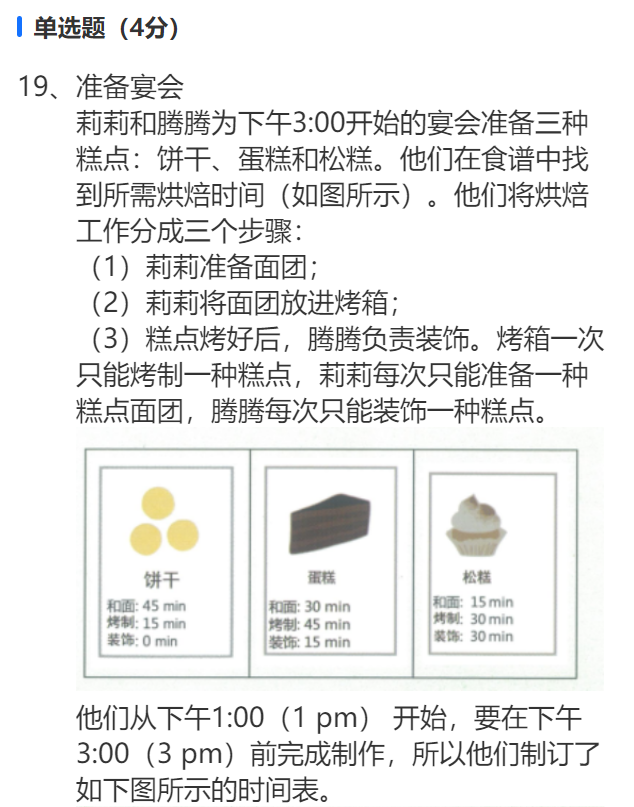 单选题（4分）
19、准备宴会
莉莉和腾腾为下午3:00开始的宴会准备三种
糕点：饼干、蛋糕和松糕。他们在食谱中找
到所需烘焙时间（如图所示）。他们将烘焙
工作分成三个步骤：
（1）莉莉准备面团；
（2）莉莉将面团放进烤箱；
（3）糕点烤好后，腾腾负责装饰。烤箱一次
只能烤制一种糕点，莉莉每次只能准备一种
糕点面团，腾腾每次只能装饰一种糕点。
饼干
和面: 45 min
烤制: 15 min
装饰: 0 min
蛋糕
和面: 30 min
烤制: 45 min
装饰: 15 min
松糕
和面: 15 min
烤制: 30 min
装饰: 30 min
他们从下午1:00（1 pm） 开始，要在下午
3:00（3 pm）前完成制作，所以他们制订了
如下图所示的时间表。